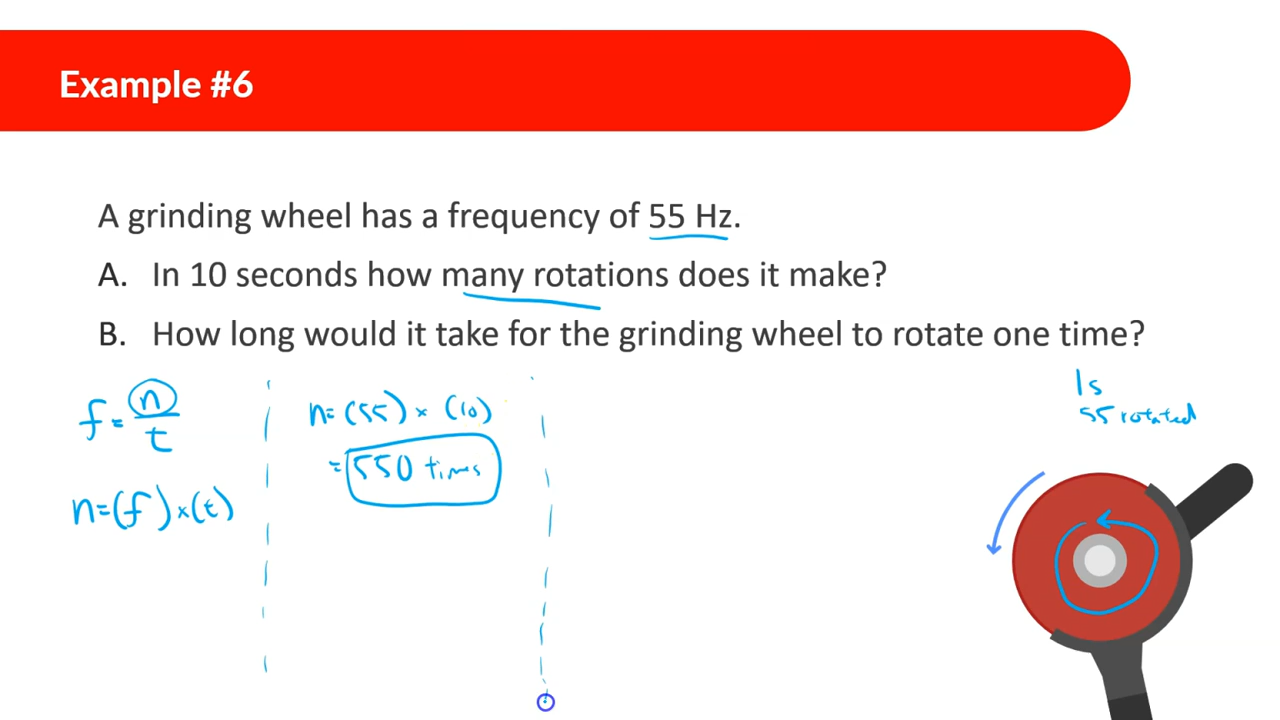 Example #6
A grinding wheel has a frequency of 55 Hz.
A. In 10 seconds how many rotations does it make?
B. How long would it take for the grinding wheel to rotate one time?
f = n/t
n=(f)×(t)
n=(55)×(10)
=550 times
1s
55 rotated